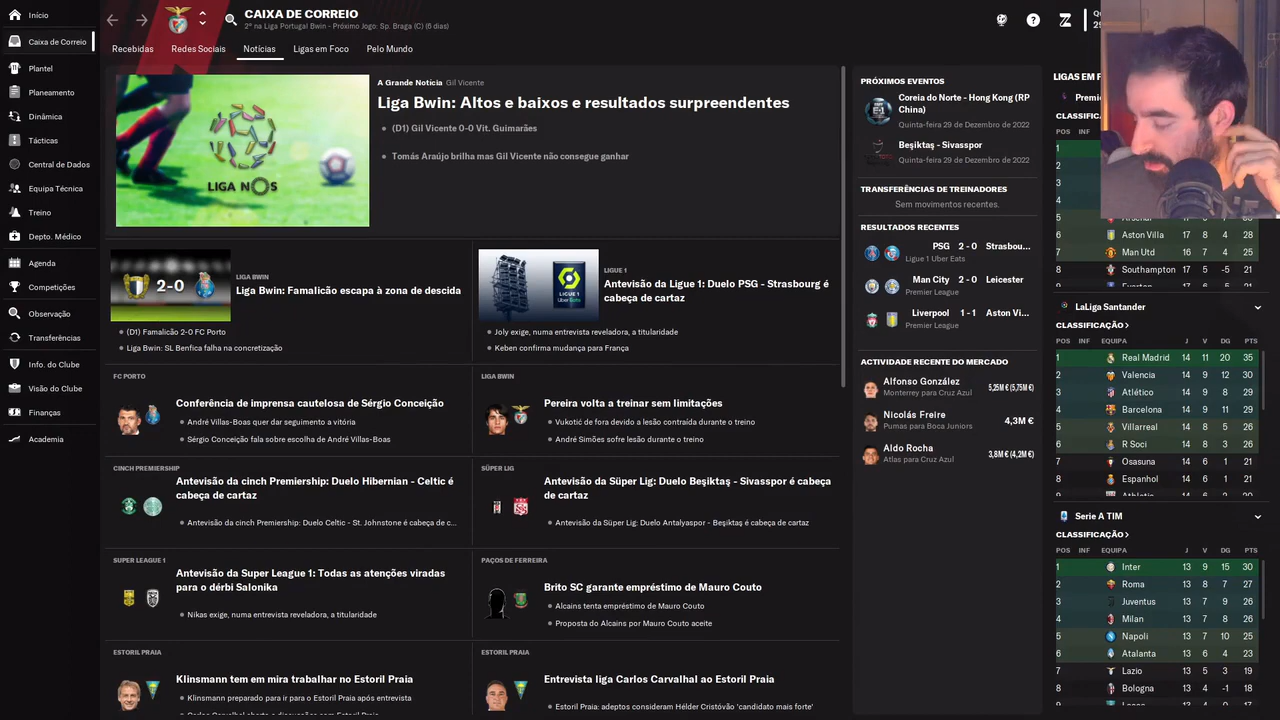 Início
Caixa de Correio
Plantel
Planeamento
Dinâmica
Tácticas
Central de Dados
Equipa Técnica
Treino
Depto. Médico
Agenda
Competições
Observação
Transferências
Info. do Clube
Visão do Clube
Finanças
Academia
CAIXA DE CORREIO
2º na Liga Portugal Bwin - Próximo Jogo: Sp. Braga (C) (6 dias)
Recebidas
Redes Sociais
Notícias
Ligas em Foco
Pelo Mundo
LIGA NOS
A Grande Notícia Gil Vicente
Liga Bwin: Altos e baixos e resultados surpreendentes
(D1) Gil Vicente 0-0 Vit. Guimarães
Tomás Araújo brilha mas Gil Vicente não consegue ganhar
2-0
LIGA BWIN
Liga Bwin: Famalicão escapa à zona de descida
(D1) Famalicão 2-0 FC Porto
Liga Bwin: SL Benfica falha na concretização
LIGUE 1
Uber Eats
LIGUE 1
Antevisão da Ligue 1: Duelo PSG - Strasbourg é
cabeça de cartaz
Joly exige, numa entrevista reveladora, a titularidade
Keben confirma mudança para França
FC PORTO
Conferência de imprensa cautelosa de Sérgio Conceição
André Villas-Boas quer dar seguimento a vitória
Sérgio Conceição fala sobre escolha de André Villas-Boas
LIGA BWIN
Pereira volta a treinar sem limitações
Vukotić de fora devido a lesão contraída durante o treino
André Simões sofre lesão durante o treino
CINCH PREMIERSHIP
Antevisão da cinch Premiership: Duelo Hibernian - Celtic é
cabeça de cartaz
Antevisão da cinch Premiership: Duelo Celtic - St. Johnstone é cabeça de c...
SÜPER LIG
Antevisão da Süper Lig: Duelo Beşiktaş - Sivasspor é cabeça
de cartaz
Antevisão da Süper Lig: Duelo Antalyaspor - Beşiktaş é cabeça de cartaz
SUPER LEAGUE 1
Antevisão da Super League 1: Todas as atenções viradas
para o dérbi Salonika
Nikas exige, numa entrevista reveladora, a titularidade
PAÇOS DE FERREIRA
Brito SC garante empréstimo de Mauro Couto
Alcains tenta empréstimo de Mauro Couto
Proposta do Alcains por Mauro Couto aceite
ESTORIL PRAIA
Klinsmann tem em mira trabalhar no Estoril Praia
Klinsmann preparado para ir para o Estoril Praia após entrevista
ESTORIL PRAIA
Entrevista liga Carlos Carvalhal ao Estoril Praia
Estoril Praia: adeptos consideram Hélder Cristóvão 'candidato mais forte'
PRÓXIMOS EVENTOS
Coreia do Norte - Hong Kong (RP
China)
Quinta-feira 29 de Dezembro de 2022
Beşiktaş - Sivasspor
Quinta-feira 29 de Dezembro de 2022
TRANSFERÊNCIAS DE TREINADORES
Sem movimentos recentes.
RESULTADOS RECENTES
PSG 2 - 0 Strasbou...
Ligue 1 Uber Eats
Man City 2 - 0 Leicester
Premier League
Liverpool 1 - 1 Aston Vi...
Premier League
ACTIVIDADE RECENTE DO MERCADO
Alfonso González 5,25M € (5,75M €)
Monterrey para Cruz Azul
Nicolás Freire 4,3M €
Pumas para Boca Juniors
Aldo Rocha 3,8M € (4,2M €)
Atlas para Cruz Azul
Qu
29
LIGAS EM F
Premie
CLASSIFICAÇ
POS INF
1
2
3
4
6 Aston Villa 17 8 4 28
7 Man Utd 17 7 4 28
8 Southampton 17 5 -5 21
LaLiga Santander
CLASSIFICAÇÃO
POS INF EQUIPA J V DG PTS
1 Real Madrid 14 11 20 35
2 Valencia 14 9 12 30
3 Atlético 14 9 8 29
4 Barcelona 14 9 11 29
5 Villarreal 14 8 3 26
6 R Soci 14 8 3 26
7 Osasuna 14 6 1 21
8 Espanhol 14 6 1 21
Serie A TIM
CLASSIFICAÇÃO
POS INF EQUIPA J V DG PTS
1 Inter 13 9 15 30
2 Roma 13 8 7 27
3 Juventus 13 7 9 26
4 Milan 13 7 8 26
5 Napoli 13 7 10 25
6 Atalanta 13 6 4 23
7 Lazio 13 5 3 19
8 Bologna 13 4 -1 18